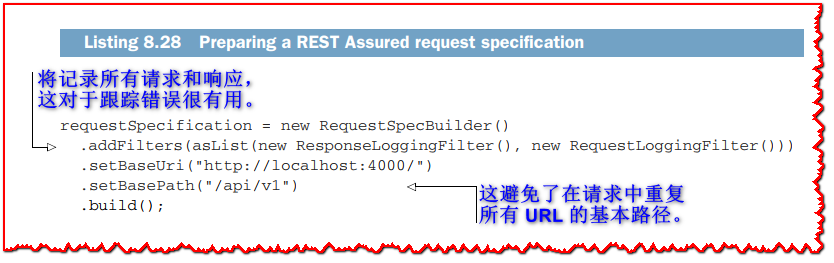 Listing 8.28 Preparing a REST Assured request specification
将记录所有请求和响应，
这对于跟踪错误很有用。
requestSpecification = new RequestSpecBuilder()
.addFilters(asList(new ResponseLoggingFilter(), new RequestLoggingFilter()))
.setBaseUri("http://localhost:4000/")
.setBasePath("/api/v1")
.build();
这避免了在请求中重复
所有 URL 的基本路径。